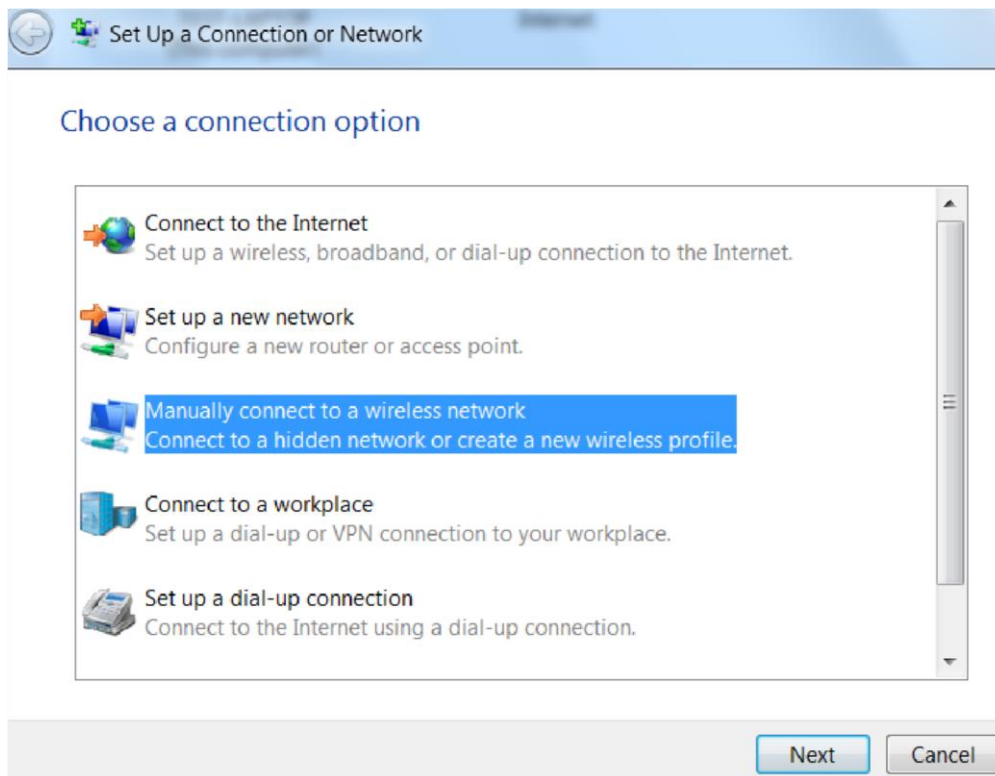 Internet
Set Up a Connection or Network
Choose a connection option
Connect to the Internet
Set up a wireless, broadband, or dial-up connection to the Internet.
Set up a new network
Configure a new router or access point.
Manually connect to a wireless network
Connect to a hidden network or create a new wireless profile.
Connect to a workplace
Set up a dial-up or VPN connection to your workplace.
Set up a dial-up connection
Connect to the Internet using a dial-up connection.
Next
Cancel